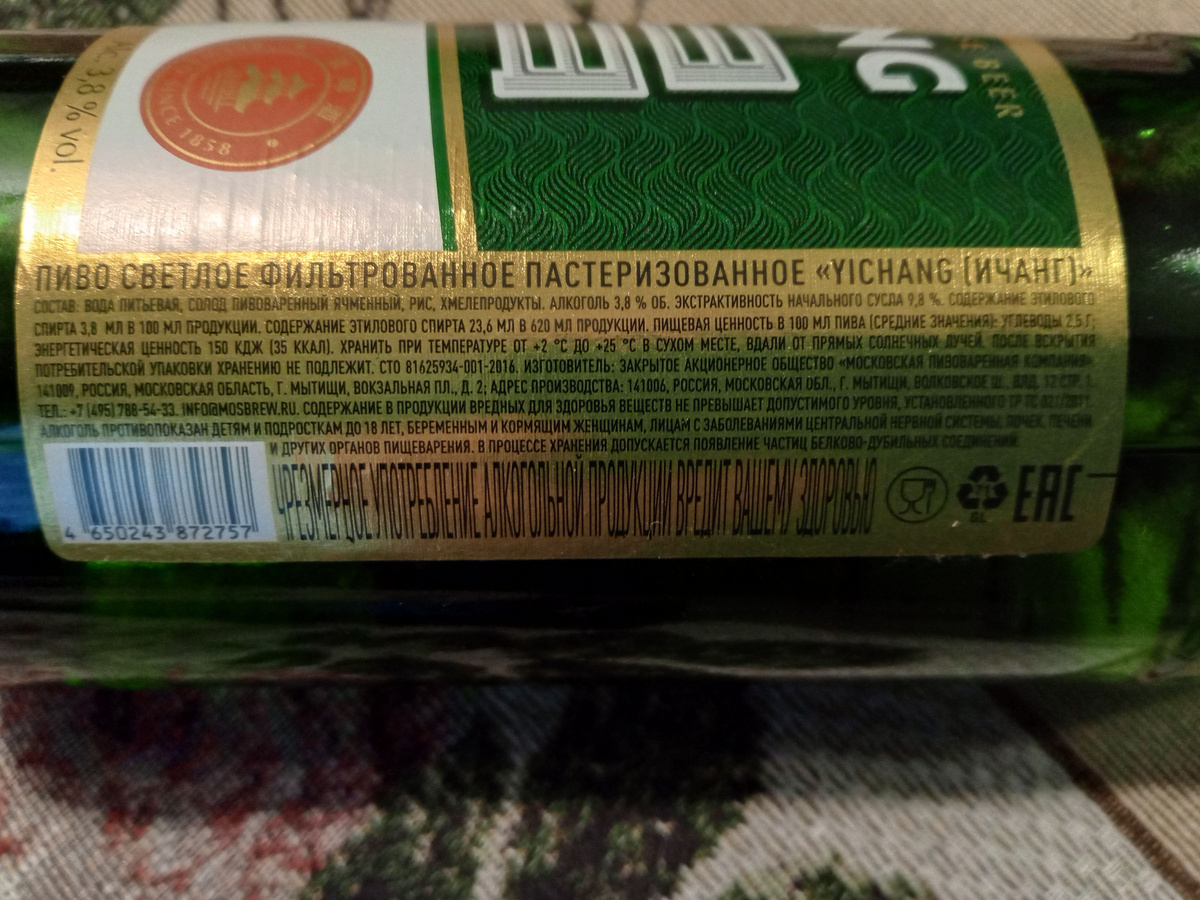 ALC. 3,8% vol.
SINCE 1858
NG
BEER
ПИВО СВЕТЛОЕ ФИЛЬТРОВАННОЕ ПАСТЕРИЗОВАННОЕ «YICHANG (ИЧАНГ)»
СОСТАВ: ВОДА ПИТЬЕВАЯ, СОЛОД ПИВОВАРЕННЫЙ ЯЧМЕННЫЙ, РИС, ХМЕЛЕПРОДУКТЫ. АЛКОГОЛЬ 3,8 % ОБ. ЭКСТРАКТИВНОСТЬ НАЧАЛЬНОГО СУСЛА 9,8 %. СОДЕРЖАНИЕ ЭТИЛОВОГО
СПИРТА 3,8 МЛ В 100 МЛ ПРОДУКЦИИ. СОДЕРЖАНИЕ ЭТИЛОВОГО СПИРТА 23,6 МЛ В 620 МЛ ПРОДУКЦИИ. ПИЩЕВАЯ ЦЕННОСТЬ В 100 МЛ ПИВА (СРЕДНИЕ ЗНАЧЕНИЯ): УГЛЕВОДЫ 2,5 Г;
ЭНЕРГЕТИЧЕСКАЯ ЦЕННОСТЬ 150 КДЖ (35 ККАЛ). ХРАНИТЬ ПРИ ТЕМПЕРАТУРЕ ОТ +2 °С ДО +25 °С В СУХОМ МЕСТЕ, ВДАЛИ ОТ ПРЯМЫХ СОЛНЕЧНЫХ ЛУЧЕЙ. ПОСЛЕ ВСКРЫТИЯ
ПОТРЕБИТЕЛЬСКОЙ УПАКОВКИ ХРАНЕНИЮ НЕ ПОДЛЕЖИТ. СТО 81625934-001-2016. ИЗГОТОВИТЕЛЬ: ЗАКРЫТОЕ АКЦИОНЕРНОЕ ОБЩЕСТВО «МОСКОВСКАЯ ПИВОВАРЕННАЯ КОМПАНИЯ»
141009, РОССИЯ, МОСКОВСКАЯ ОБЛАСТЬ, Г. МЫТИЩИ, ВОКЗАЛЬНАЯ ПЛ., Д. 2; АДРЕС ПРОИЗВОДСТВА: 141006, РОССИЯ, МОСКОВСКАЯ ОБЛ., Г. МЫТИЩИ, ВОЛКОВСКОЕ Ш., ВЛД. 12 СТР. 1.
ТЕЛ.: +7 (495) 788-54-33. INFO@MOSBREW.RU. СОДЕРЖАНИЕ В ПРОДУКЦИИ ВРЕДНЫХ ДЛЯ ЗДОРОВЬЯ ВЕЩЕСТВ НЕ ПРЕВЫШАЕТ ДОПУСТИМОГО УРОВНЯ, УСТАНОВЛЕННОГО ТР ТС 021/2011.
АЛКОГОЛЬ ПРОТИВОПОКАЗАН ДЕТЯМ И ПОДРОСТКАМ ДО 18 ЛЕТ, БЕРЕМЕННЫМ И КОРМЯЩИМ ЖЕНЩИНАМ, ЛИЦАМ С ЗАБОЛЕВАНИЯМИ ЦЕНТРАЛЬНОЙ НЕРВНОЙ СИСТЕМЫ, ПОЧЕК, ПЕЧЕНИ
И ДРУГИХ ОРГАНОВ ПИЩЕВАРЕНИЯ. В ПРОЦЕССЕ ХРАНЕНИЯ ДОПУСКАЕТСЯ ПОЯВЛЕНИЕ ЧАСТИЦ БЕЛКОВО-ДУБИЛЬНЫХ СОЕДИНЕНИЙ.
ЧРЕЗМЕРНОЕ УПОТРЕБЛЕНИЕ АЛКОГОЛЬНОЙ ПРОДУКЦИИ ВРЕДИТ ВАШЕМУ ЗДОРОВЬЮ
4 650243 872757
GL
EAC